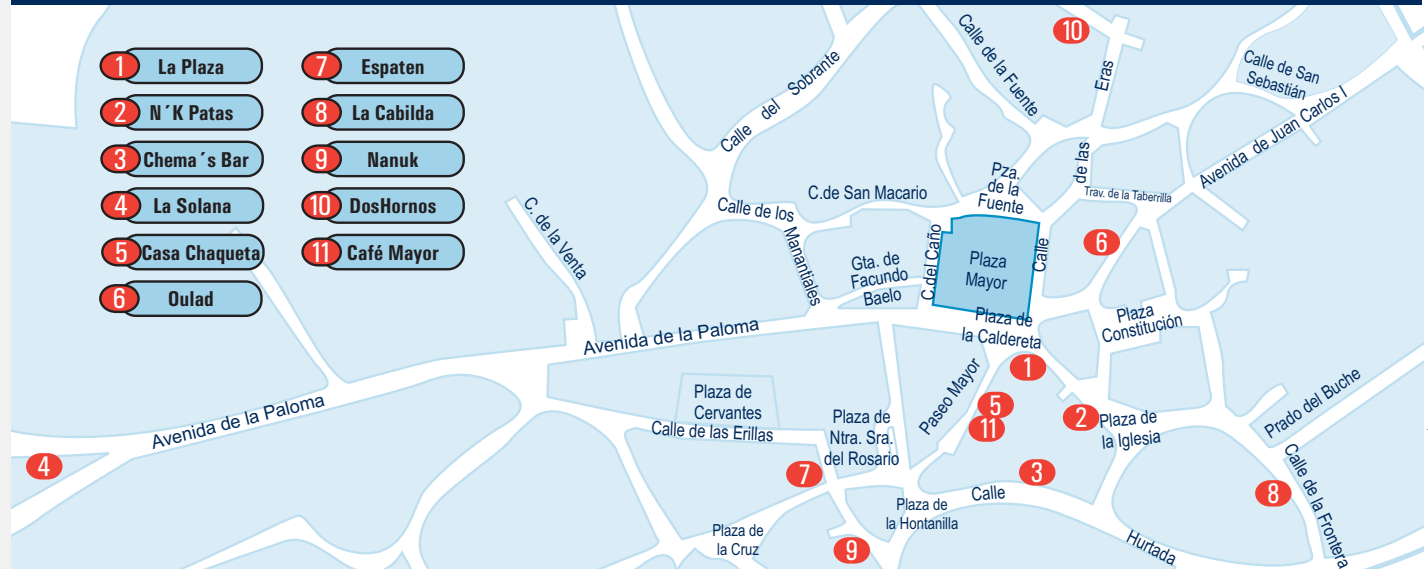 1 La Plaza
2 N´K Patas
3 Chema´s Bar
4 La Solana
5 Casa Chaqueta
6 Oulad
7 Espaten
8 La Cabilda
9 Nanuk
10 DosHornos
11 Café Mayor
Calle de la Fuente
10
Calle del Sobrante
Eras
de las
Calle
Calle de San
Sebastián
Avenida de Juan Carlos I
Pza.
de la
Fuente
Trav. de la Taberrilla
C.de San Macario
Calle de los
Manantiales
C. de la Venta
6
C.del Caño
Plaza
Mayor
Gta. de
Facundo
Baelo
Plaza
Constitución
Plaza de
la Caldereta
Avenida de la Paloma
1
Paseo Mayor
Prado del Buche
Plaza de
Cervantes
Calle de las Erillas
Plaza de
Ntra. Sra.
del Rosario
5
11
2
Plaza de
la Iglesia
Avenida de la Paloma
4
7
3
8
Calle de la Frontera
Calle
Hurtada
Plaza de
la Hontanilla
Plaza de
la Cruz
9